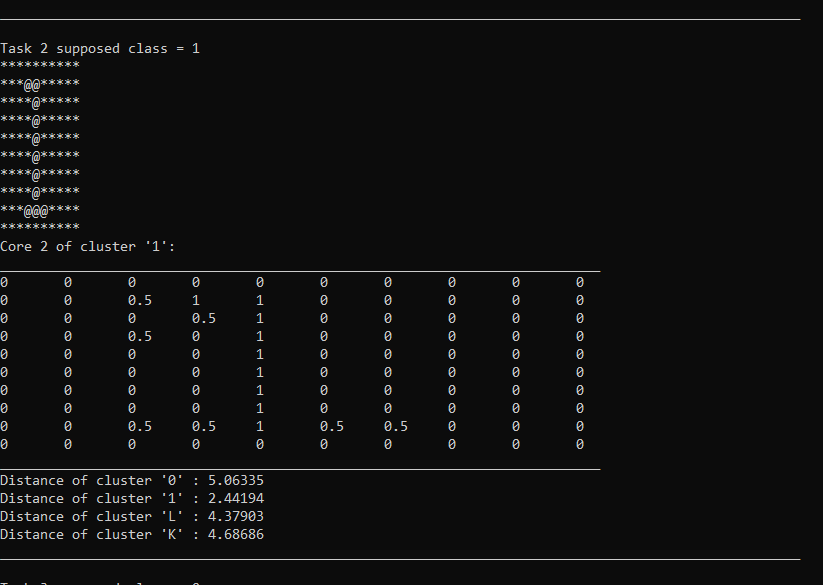 Task 2 supposed class = 1
**********
***@@*****
****@*****
****@*****
****@*****
****@*****
****@*****
****@*****
***@@@****
**********
Core 2 of cluster '1':
0 0 0 0 0 0 0 0 0 0
0 0 0.5 1 1 0 0 0 0 0
0 0 0 0.5 1 0 0 0 0 0
0 0 0.5 0 1 0 0 0 0 0
0 0 0 0 1 0 0 0 0 0
0 0 0 0 1 0 0 0 0 0
0 0 0 0 1 0 0 0 0 0
0 0 0 0 1 0 0 0 0 0
0 0 0.5 0.5 1 0.5 0.5 0 0 0
0 0 0 0 0 0 0 0 0 0
Distance of cluster '0' : 5.06335
Distance of cluster '1' : 2.44194
Distance of cluster 'L' : 4.37903
Distance of cluster 'K' : 4.68686